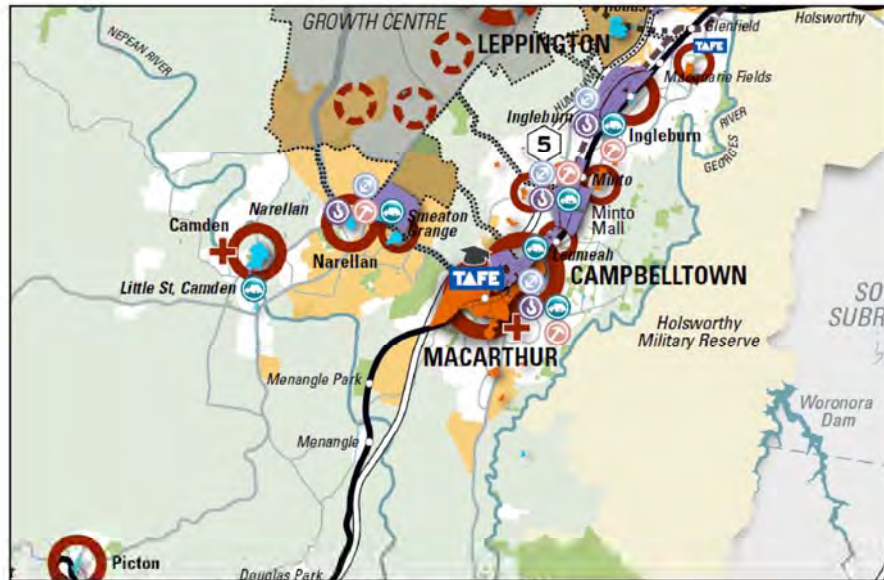 GROWTH CENTRE
LEPPINGTON
Glenfield
Holsworthy
TAFE
NEPEAN RIVER
Macquarie Fields
Ingleburn
Ingleburn
GEORGES
RIVER
5
Minto
Minto
Mall
Camden
Narellan
Smeaton
Grange
Narellan
Leumeah
TAFE
CAMPBELLTOWN
Little St, Camden
Holsworthy
Military Reserve
SO
SUBR
MACARTHUR
Menangle Park
Woronora
Dam
Menangle
Picton
Douglas Park